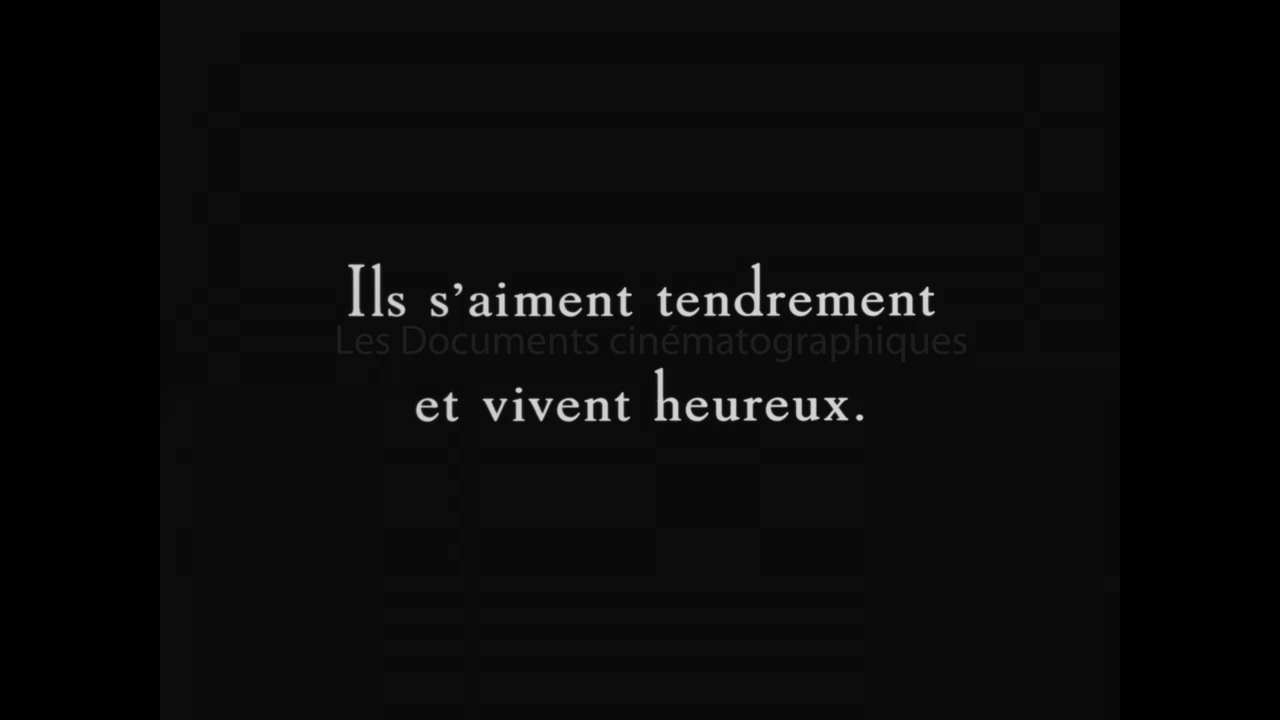 Ils s’aiment tendrement
Les Documents cinématographiques
et vivent heureux.